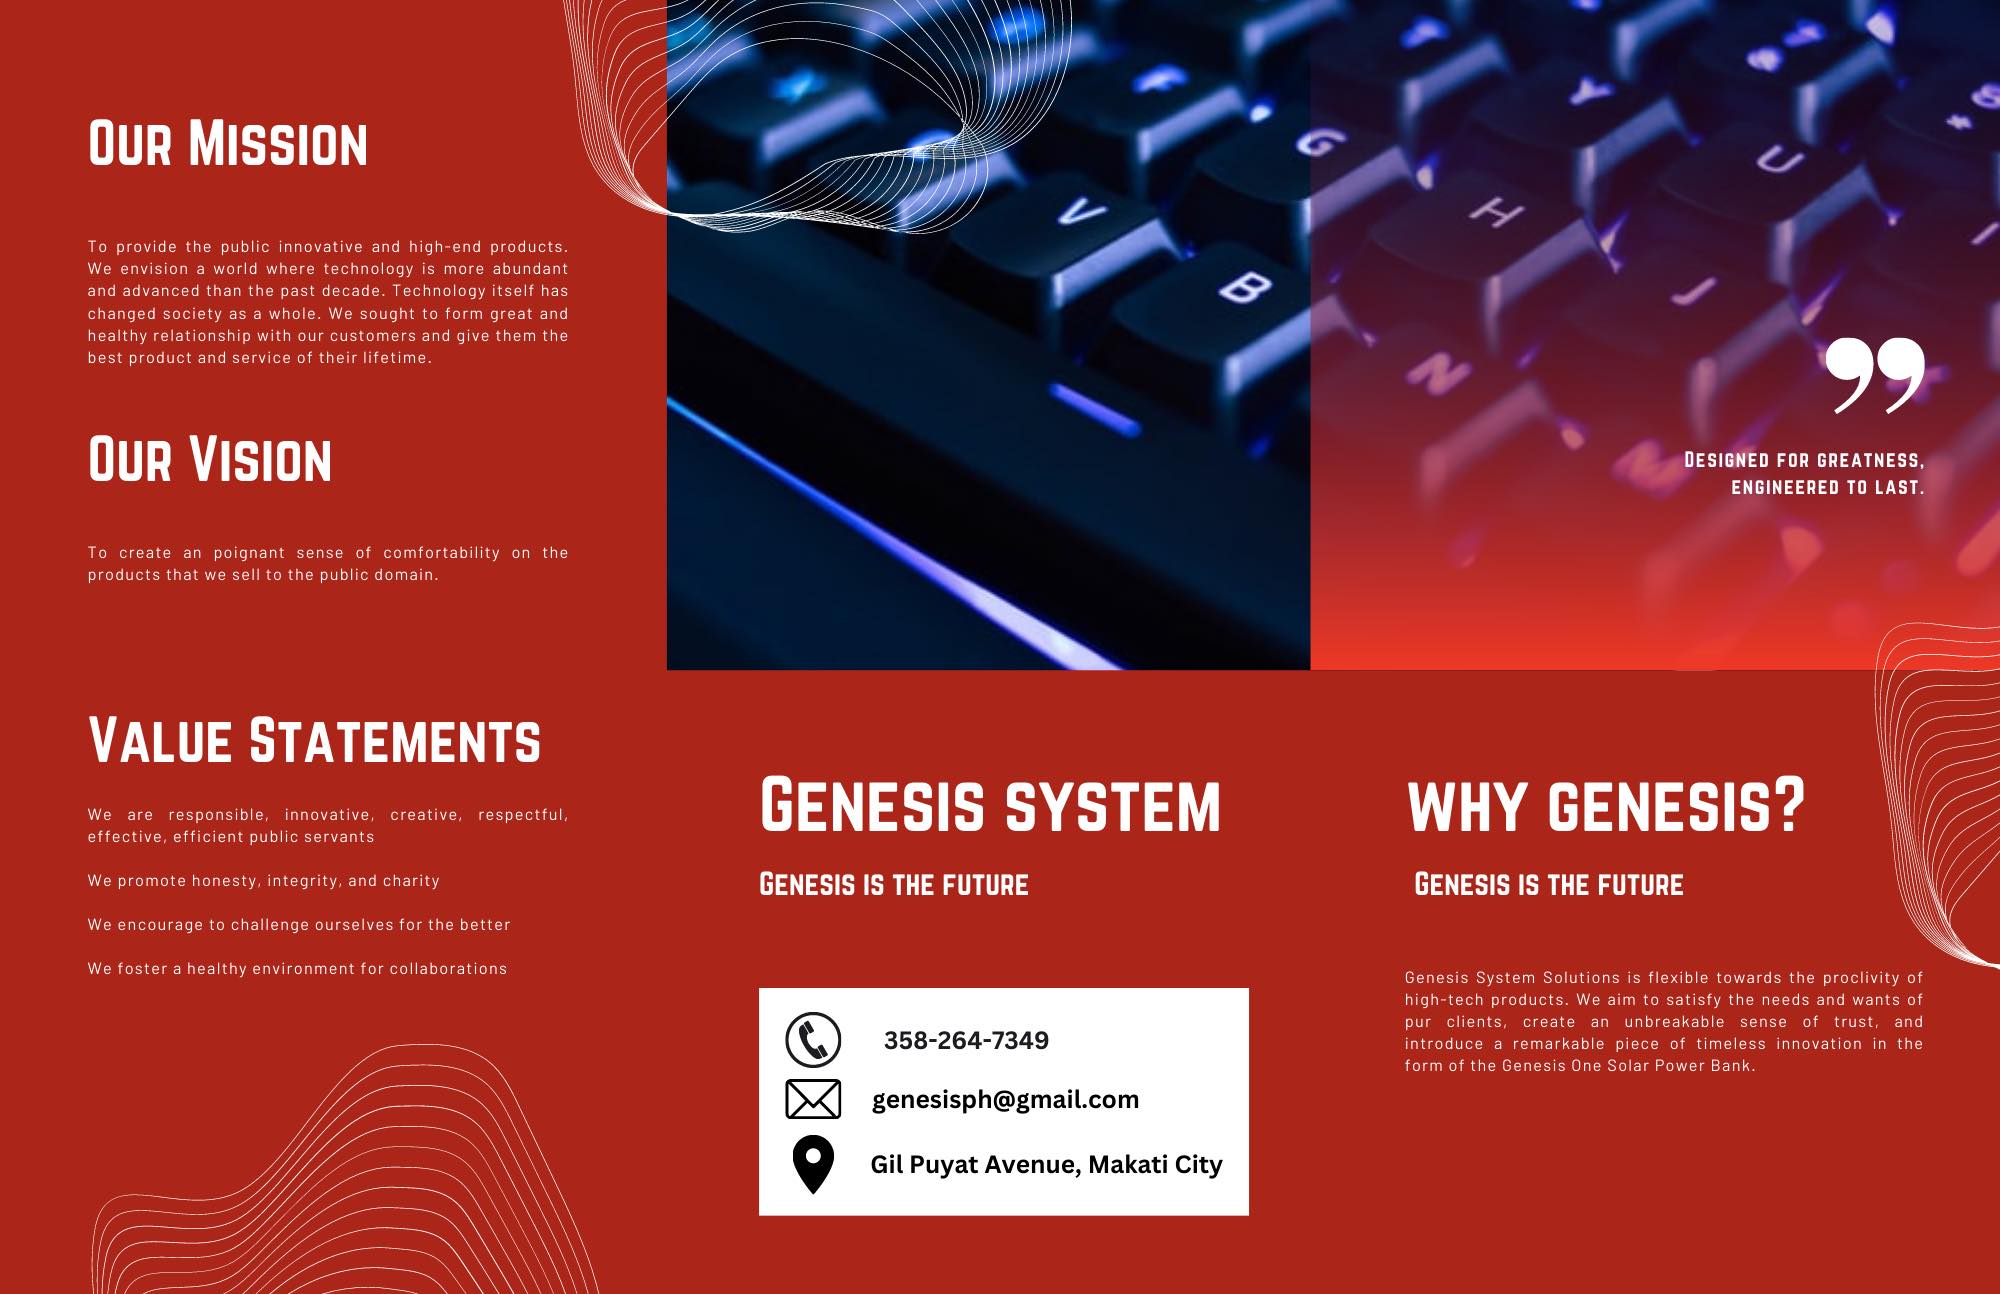 Our Mission
To provide the public innovative and high-end products.
We envision a world where technology is more abundant
and advanced than the past decade. Technology itself has
changed society as a whole. We sought to form great and
healthy relationship with our customers and give them the
best product and service of their lifetime.
Our Vision
To create an poignant sense of comfortability on the
products that we sell to the public domain.
Value Statements
We are responsible, innovative, creative, respectful,
effective, efficient public servants
We promote honesty, integrity, and charity
We encourage to challenge ourselves for the better
We foster a healthy environment for collaborations
V
B
Genesis system
Genesis is the future
358-264-7349
genesisph@gmail.com
Gil Puyat Avenue, Makati City
Y
G
U
H
J
N
”
Designed for greatness,
engineered to last.
why genesis?
Genesis is the future
Genesis System Solutions is flexible towards the proclivity of
high-tech products. We aim to satisfy the needs and wants of
pur clients, create an unbreakable sense of trust, and
introduce a remarkable piece of timeless innovation in the
form of the Genesis One Solar Power Bank.